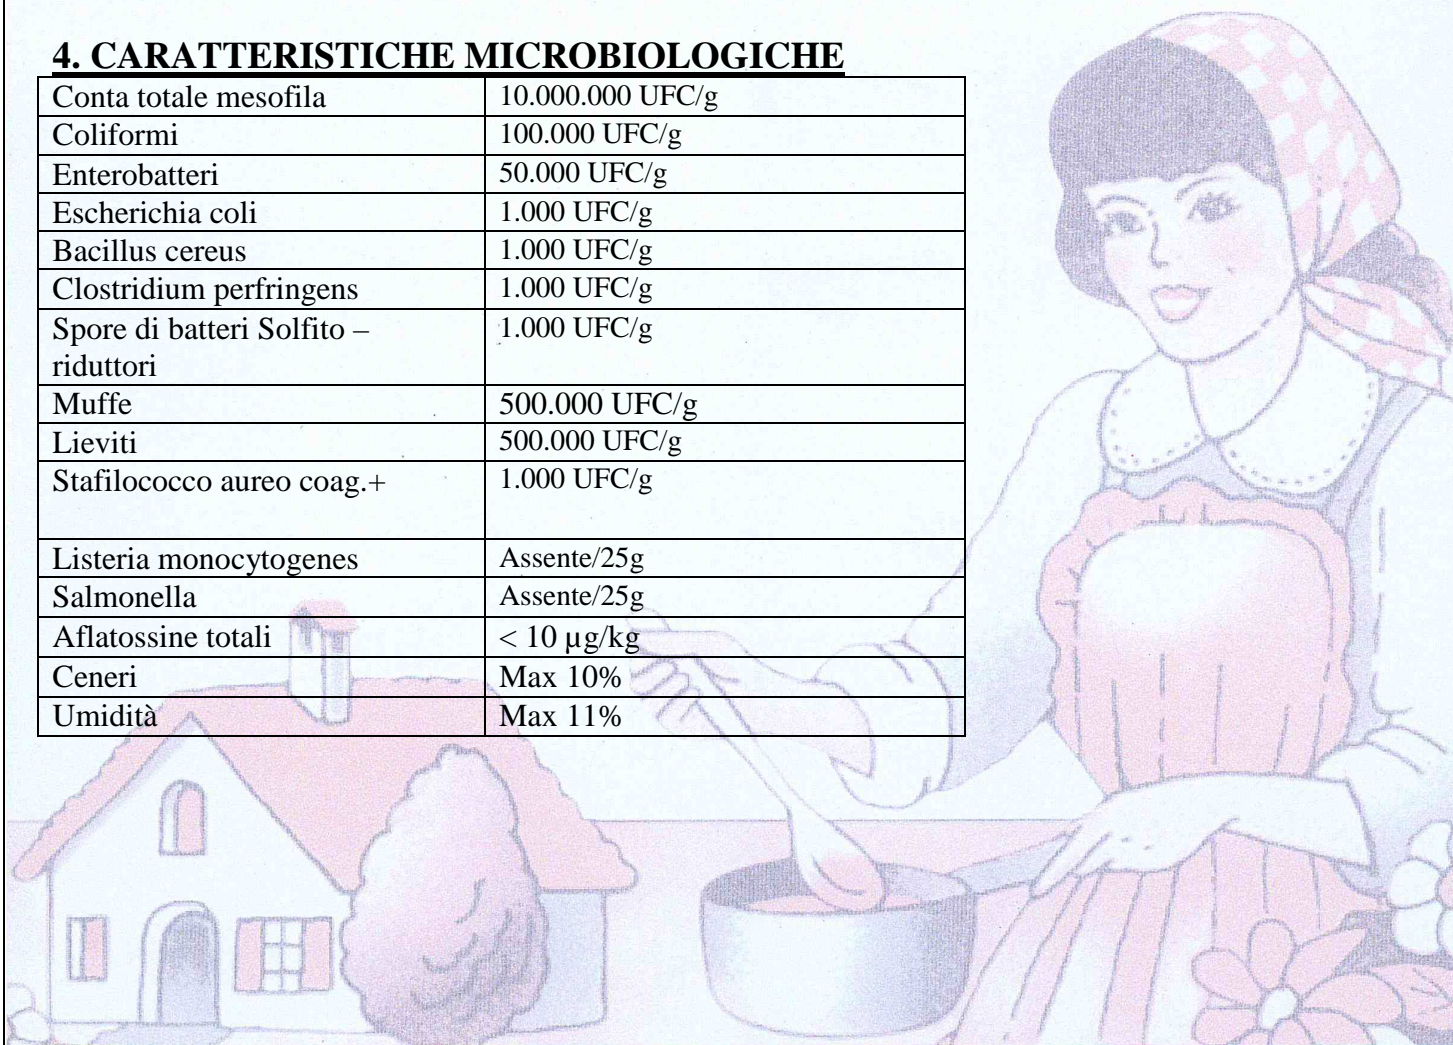 4. CARATTERISTICHE MICROBIOLOGICHE
Conta totale mesofila 10.000.000 UFC/g
Coliformi 100.000 UFC/g
Enterobatteri 50.000 UFC/g
Escherichia coli 1.000 UFC/g
Bacillus cereus 1.000 UFC/g
Clostridium perfringens 1.000 UFC/g
Spore di batteri Solfito – 1.000 UFC/g
riduttori
Muffe 500.000 UFC/g
Lieviti 500.000 UFC/g
Stafilococco aureo coag.+ 1.000 UFC/g
Listeria monocytogenes Assente/25g
Salmonella Assente/25g
Aflatossine totali < 10 µg/kg
Ceneri Max 10%
Umidità Max 11%